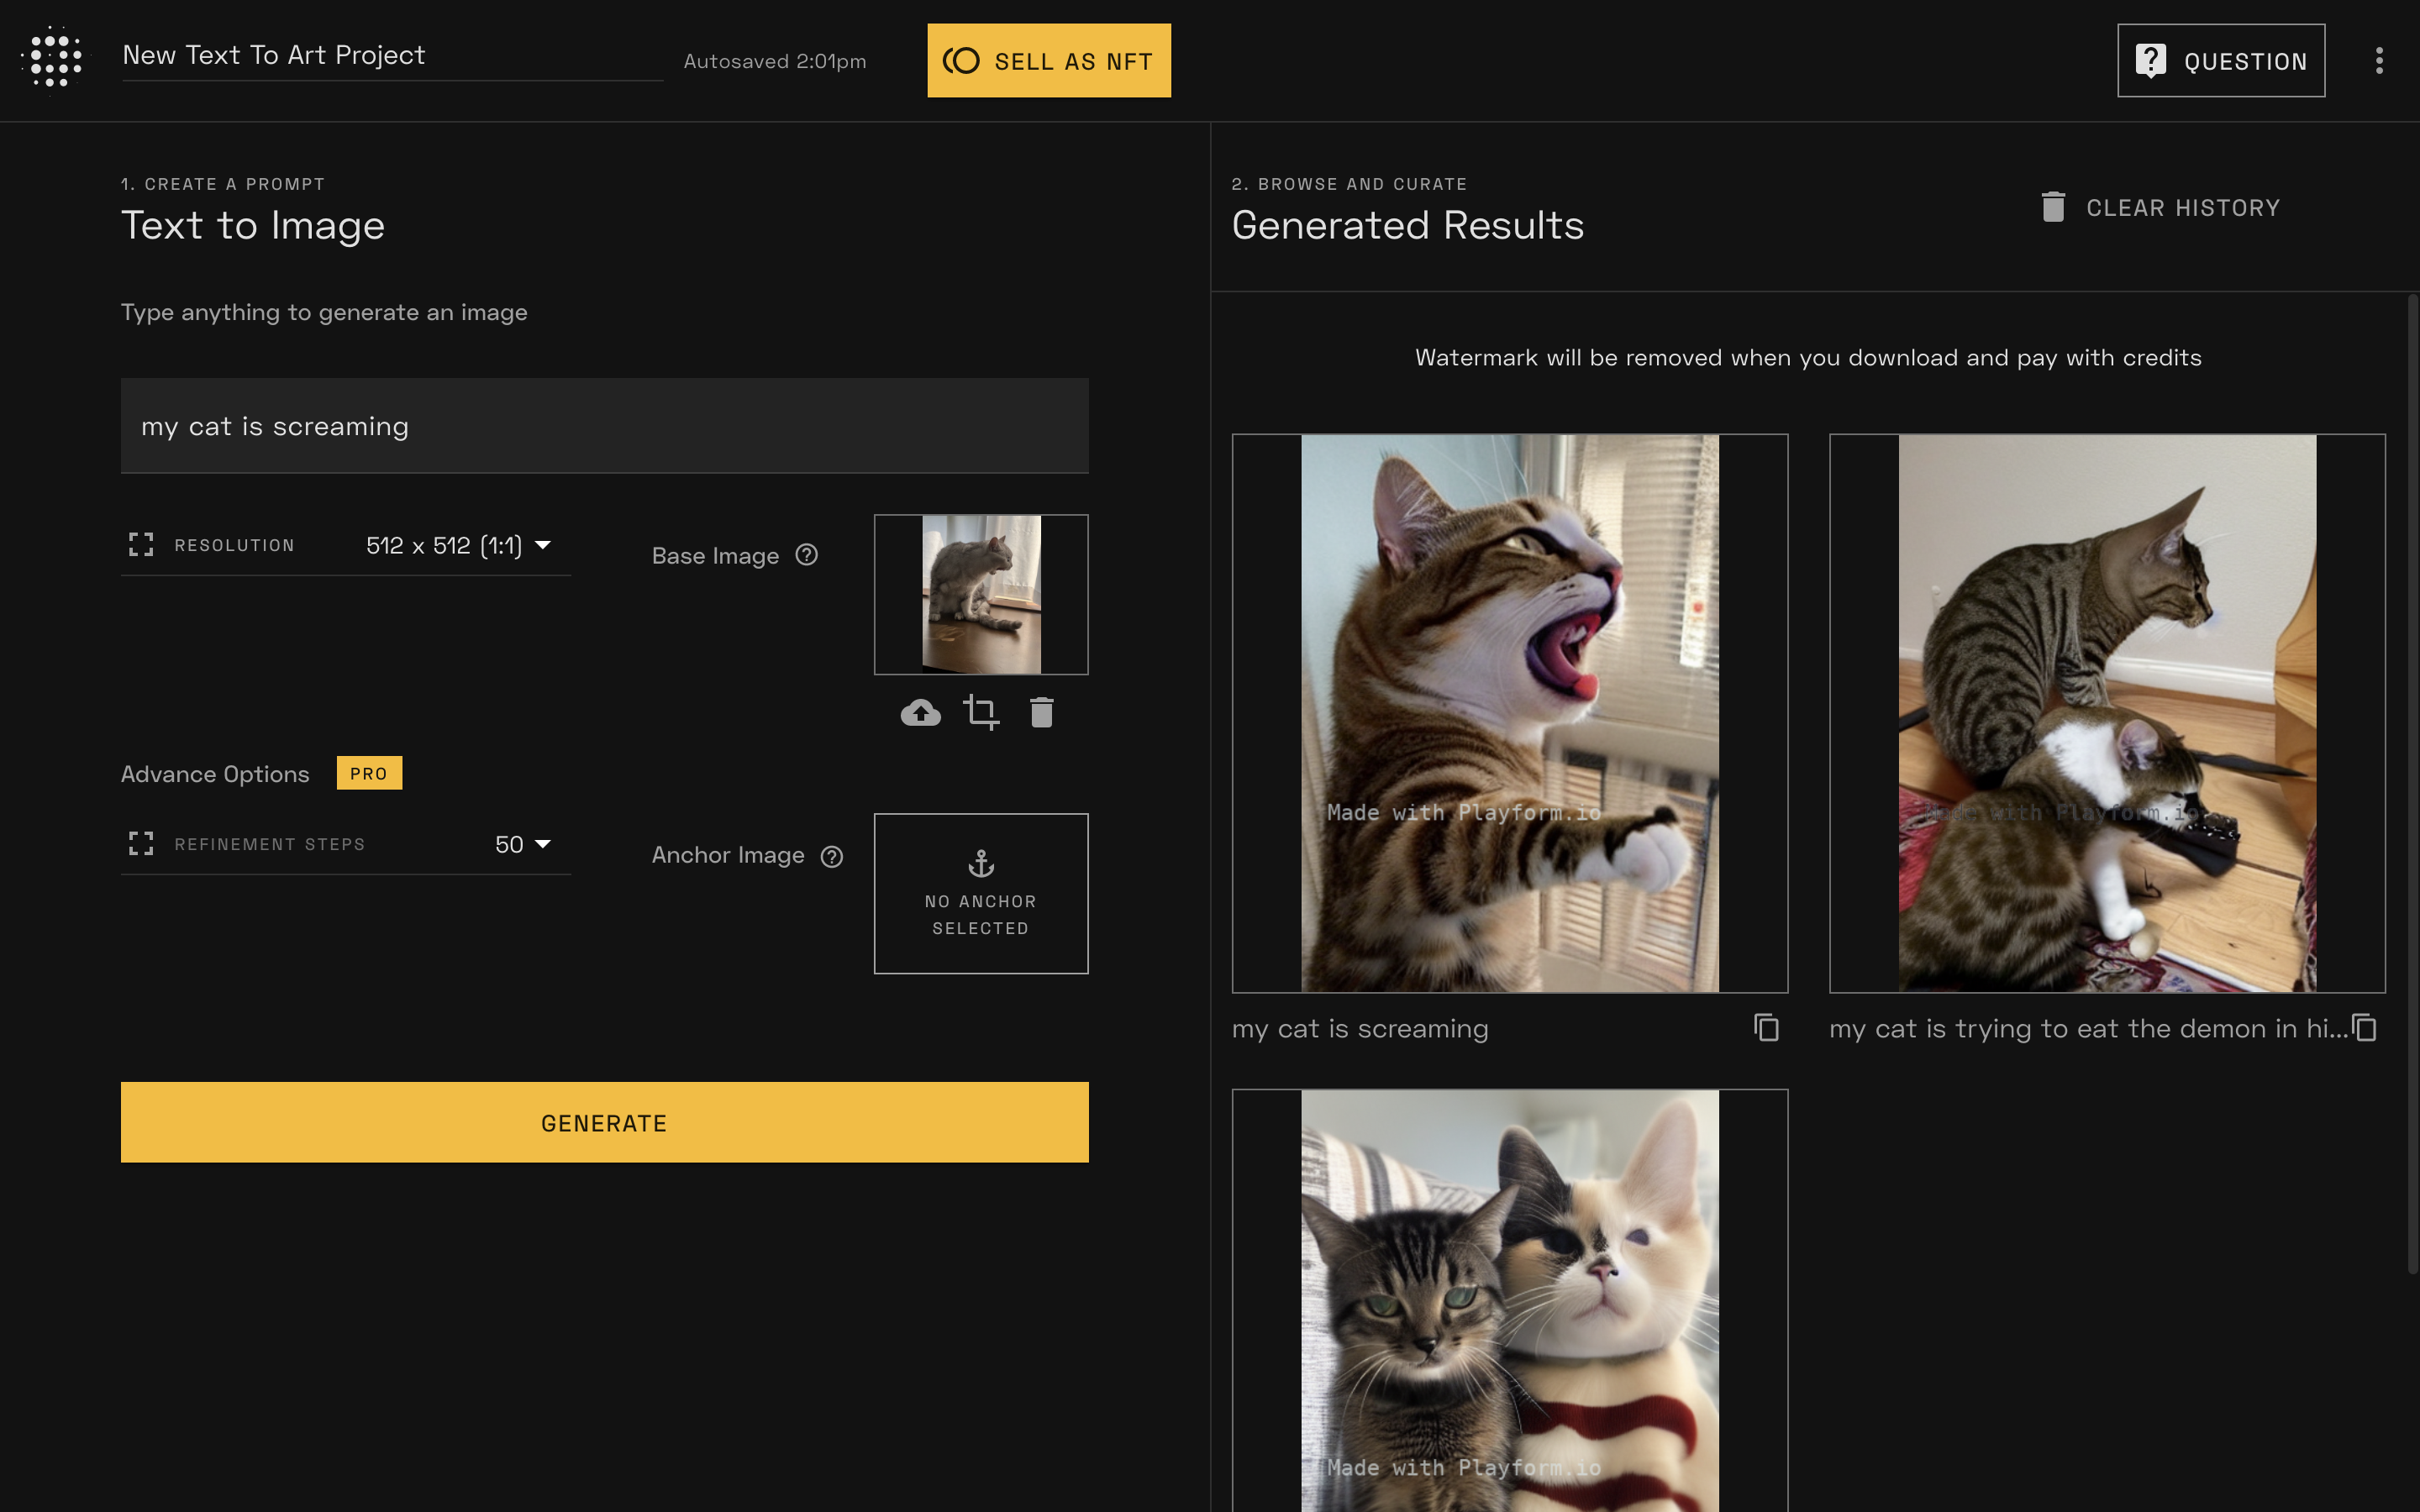 New Text To Art Project
Autosaved 2:01pm
SELL AS NFT
QUESTION
1. CREATE A PROMPT
Text to Image
Type anything to generate an image
my cat is screaming
RESOLUTION
512 x 512 (1:1)
Base Image
Advance Options
PRO
REFINEMENT STEPS
50
Anchor Image
NO ANCHOR
SELECTED
GENERATE
2. BROWSE AND CURATE
Generated Results
CLEAR HISTORY
Watermark will be removed when you download and pay with credits
Made with Playform.io
Made with Playform.io
my cat is screaming
my cat is trying to eat the demon in hi...
Made with Playform.io